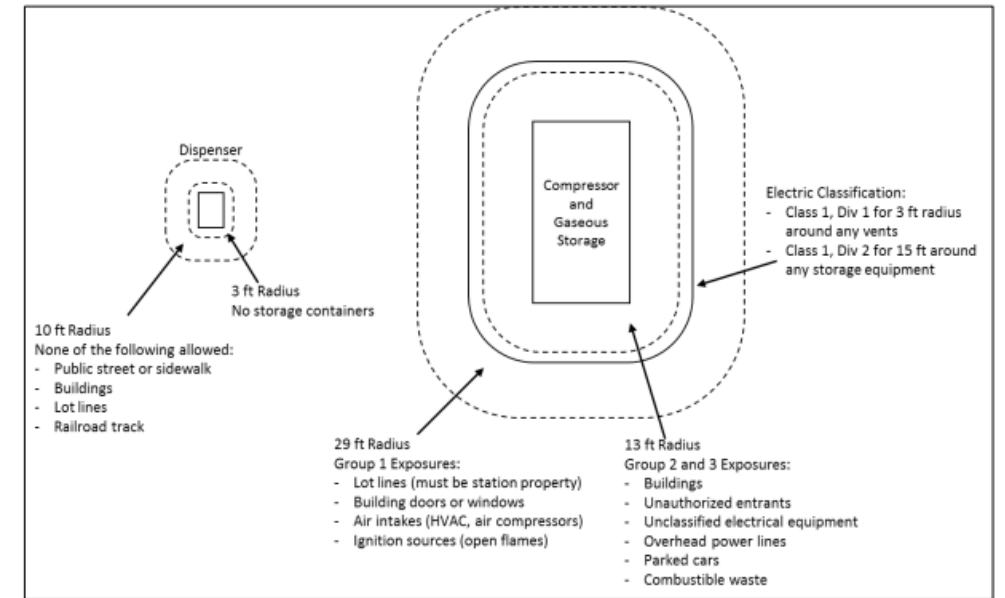 Dispenser
3 ft Radius
No storage containers
10 ft Radius
None of the following allowed:
- Public street or sidewalk
- Buildings
- Lot lines
- Railroad track
Compressor
and
Gaseous
Storage
Electric Classification:
- Class 1, Div 1 for 3 ft radius
around any vents
- Class 1, Div 2 for 15 ft around
any storage equipment
29 ft Radius
Group 1 Exposures:
- Lot lines (must be station property)
- Building doors or windows
- Air intakes (HVAC, air compressors)
- Ignition sources (open flames)
13 ft Radius
Group 2 and 3 Exposures:
- Buildings
- Unauthorized entrants
- Unclassified electrical equipment
- Overhead power lines
- Parked cars
- Combustible waste